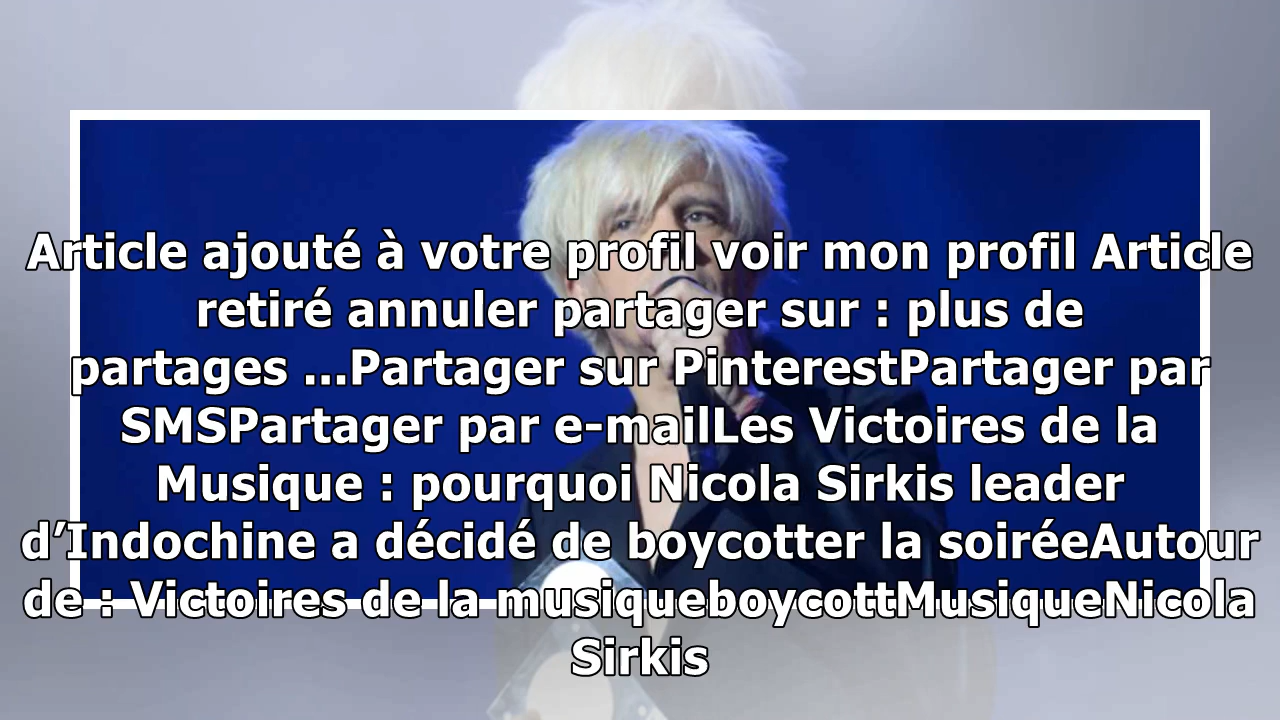 Article ajouté à votre profil voir mon profil Article
retiré annuler partager sur : plus de
partages ...Partager sur PinterestPartager par
SMSPartager par e-mailLes Victoires de la
Musique : pourquoi Nicola Sirkis leader
d’Indochine a décidé de boycotter la soiréeAutour
de : Victoires de la musiqueboycottMusiqueNicola
Sirkis